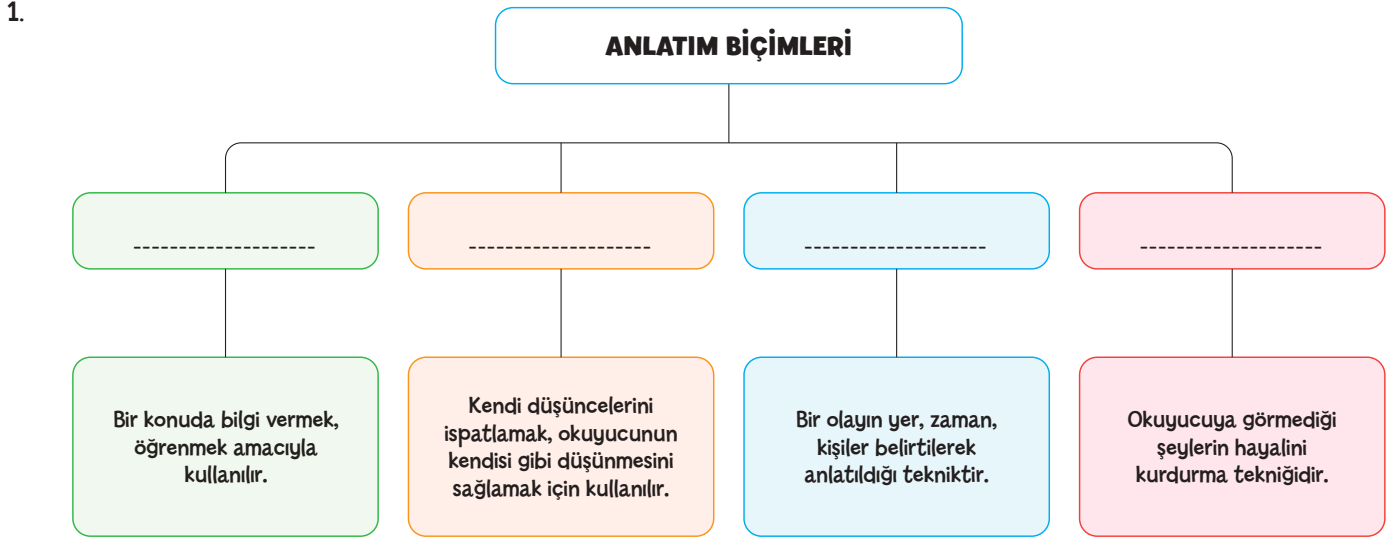 1.
ANLATIM BİÇİMLERİ
--------------------
--------------------
--------------------
--------------------
Bir konuda bilgi vermek,
öğrenmek amacıyla
kullanılır.
Kendi düşüncelerini
ispatlamak, okuyucunun
kendisi gibi düşünmesini
sağlamak için kullanılır.
Bir olayın yer, zaman,
kişiler belirtilerek
anlatıldığı tekniktir.
Okuyucuya görmediği
şeylerin hayalini
kurdurma tekniğidir.